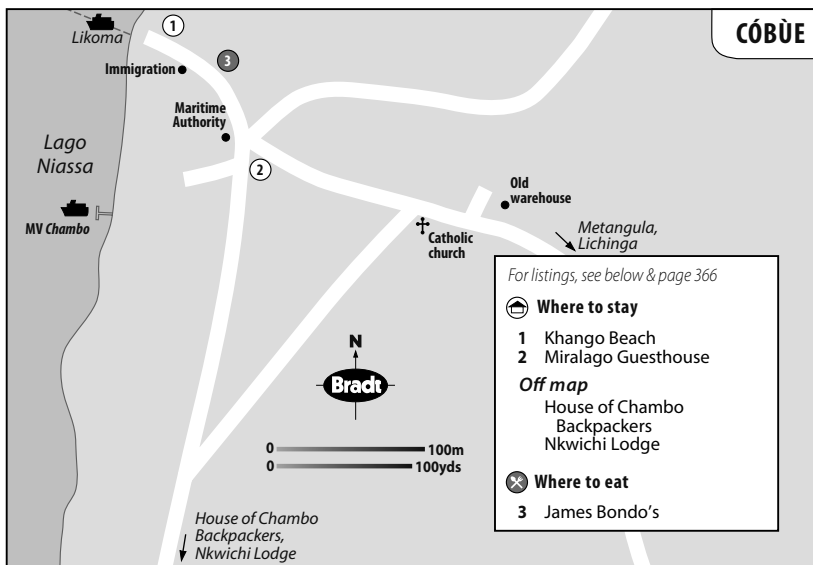 CÓBÙE
1
Likoma
Immigration
3
Maritime
Authority
Lago
Niassa
2
Old
warehouse
MV Chambo
Catholic
church
Metangula,
Lichinga
For listings, see below & page 366
Where to stay
1 Khango Beach
2 Miralago Guesthouse
Off map
House of Chambo
Backpackers
Nkwichi Lodge
Where to eat
3 James Bondo's
N
Bradt
0 100m
0 100yds
House of Chambo
Backpackers,
Nkwichi Lodge